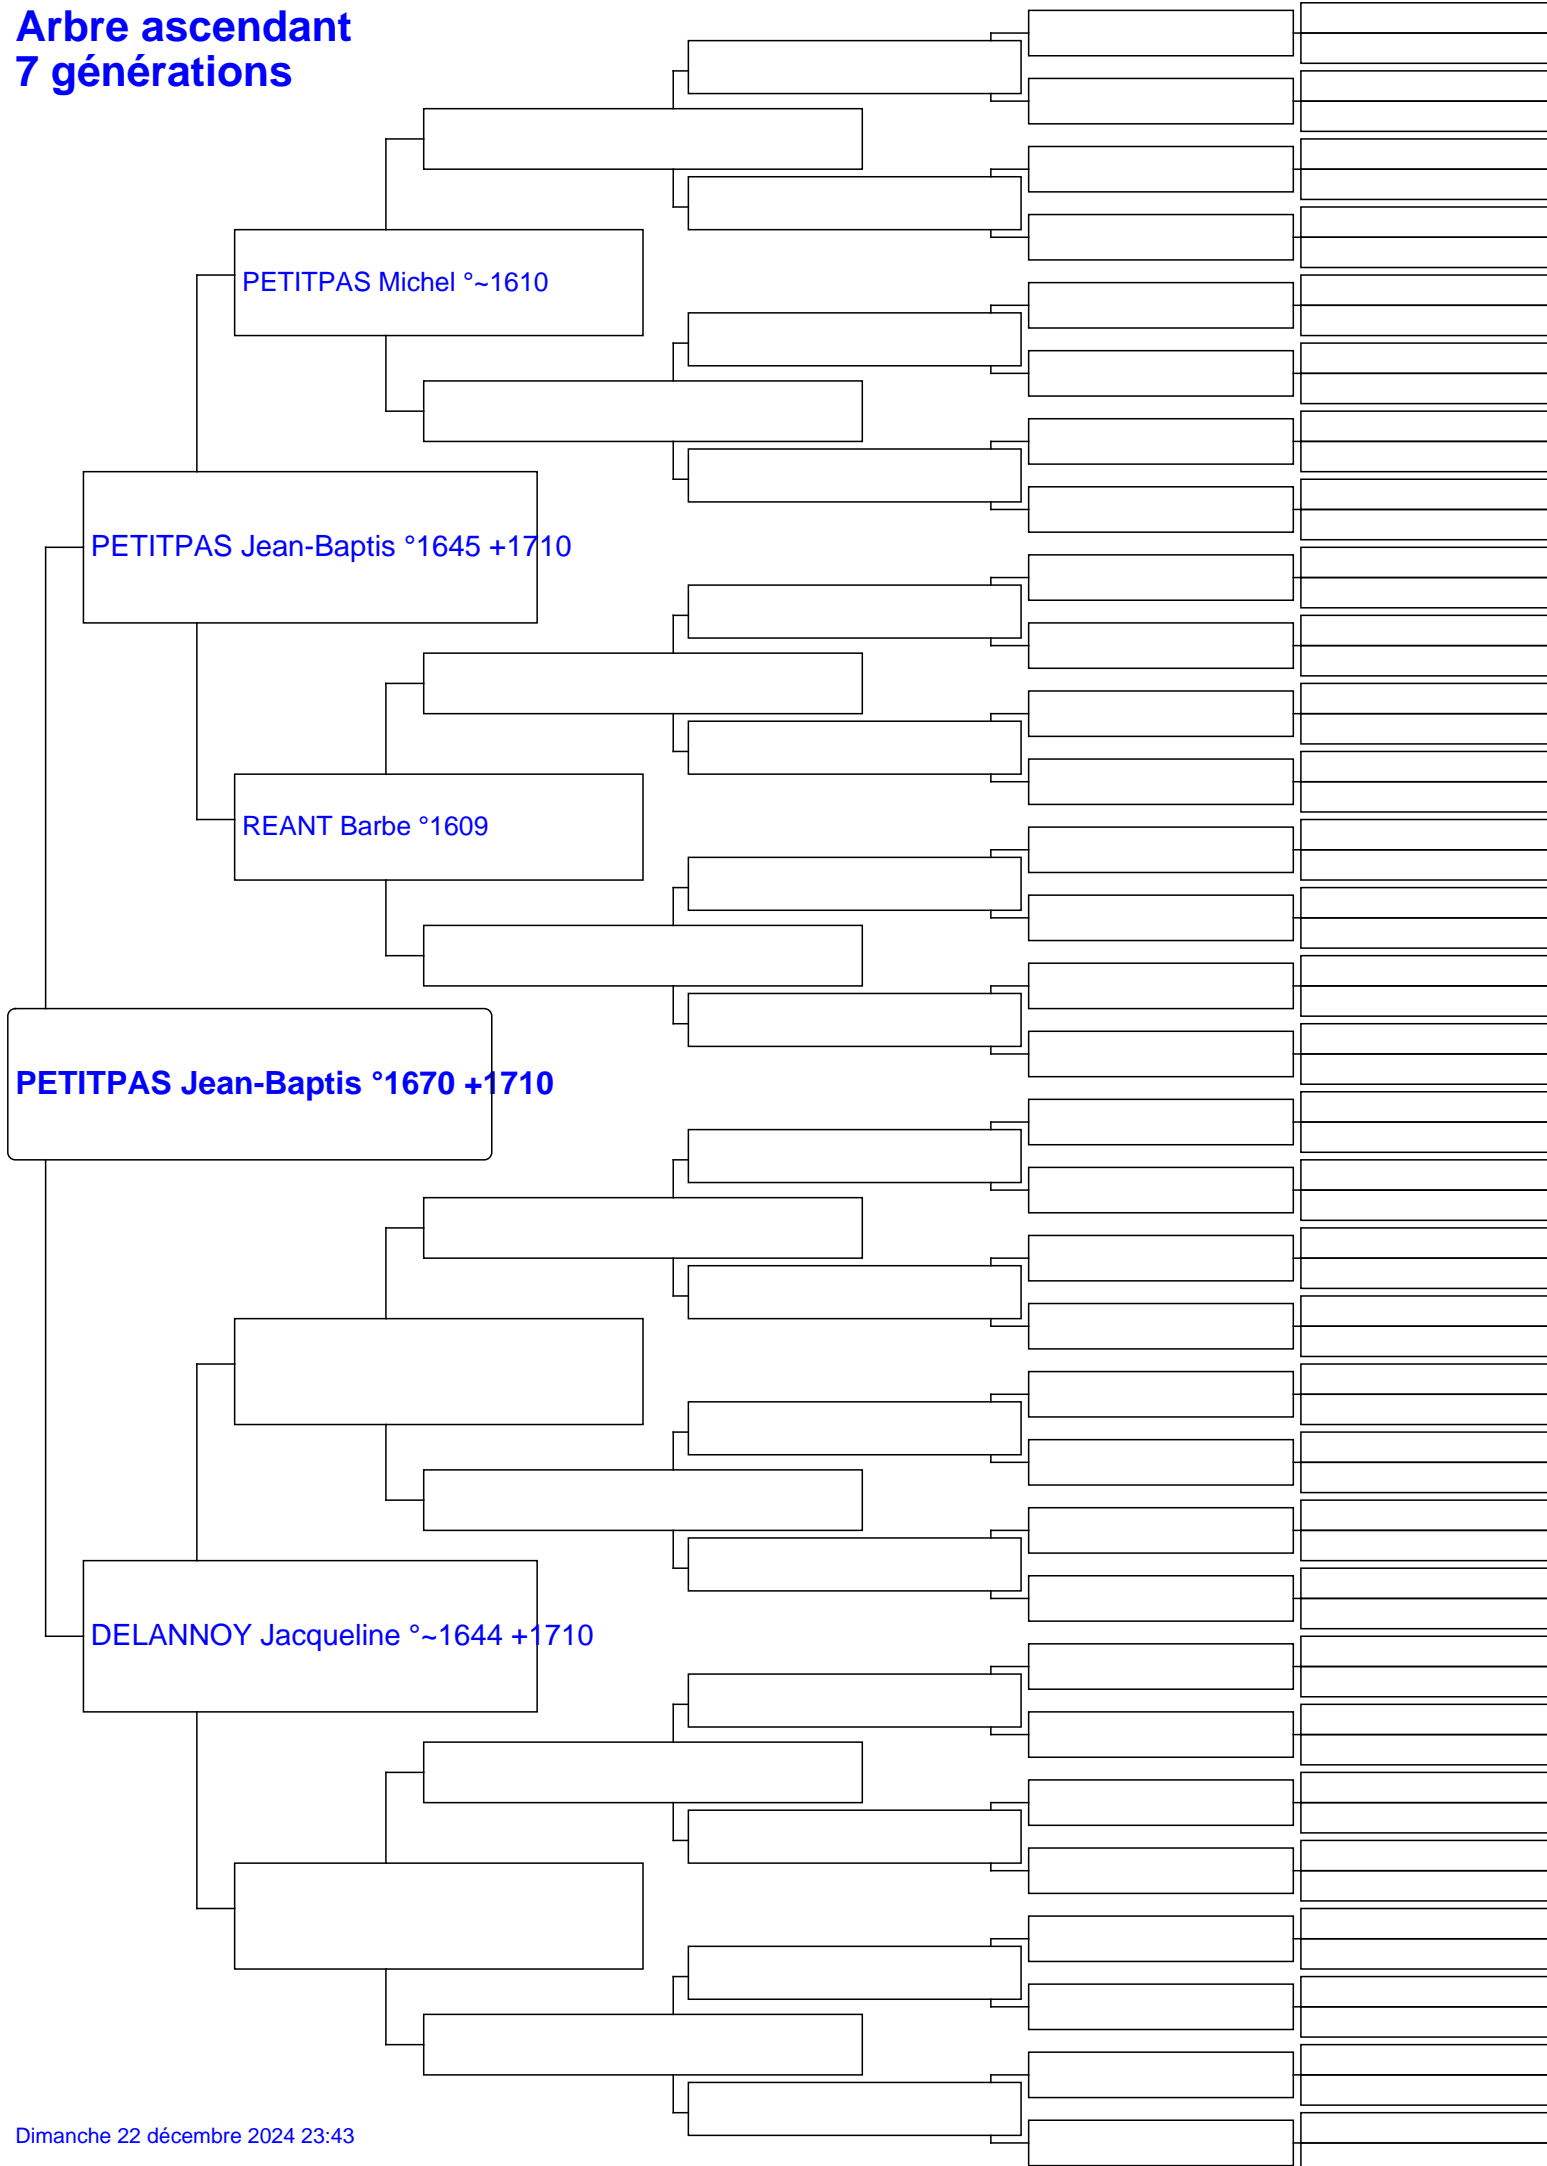 Arbre ascendant
7 générations
PETITPAS Michel °~1610
PETITPAS Jean-Baptis °1645 +1710
REANT Barbe °1609
PETITPAS Jean-Baptis °1670 +1710
DELANNOY Jacqueline °~1644 +1710
Dimanche 22 décembre 2024 23:43